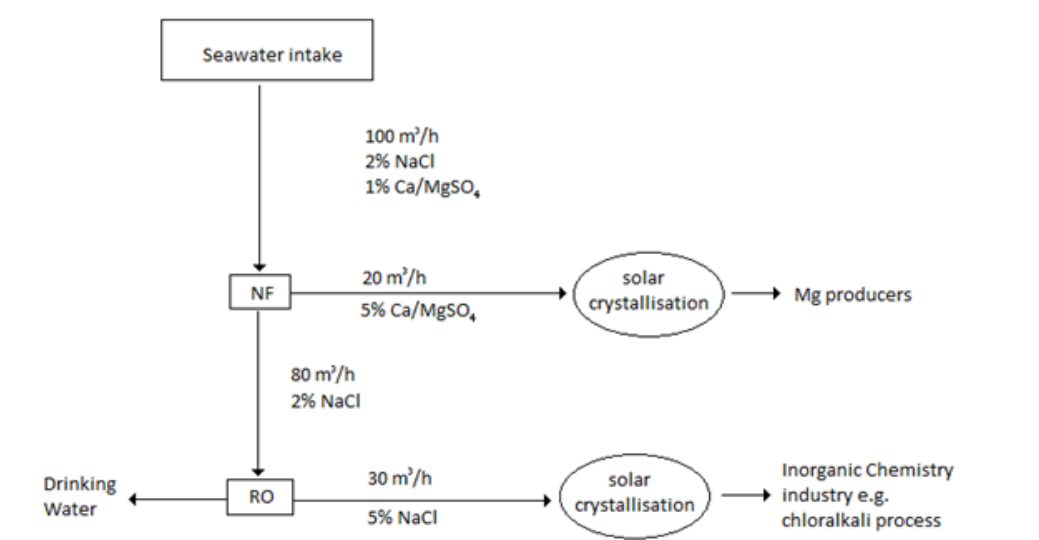 Seawater intake
100 m³/h
2% NaCl
1% Ca/MgSO₄
NF
20 m³/h
5% Ca/MgSO₄
solar
crystallisation
Mg producers
80 m³/h
2% NaCl
Drinking
Water
RO
30 m³/h
5% NaCl
solar
crystallisation
Inorganic Chemistry
industry e.g.
chloralkali process